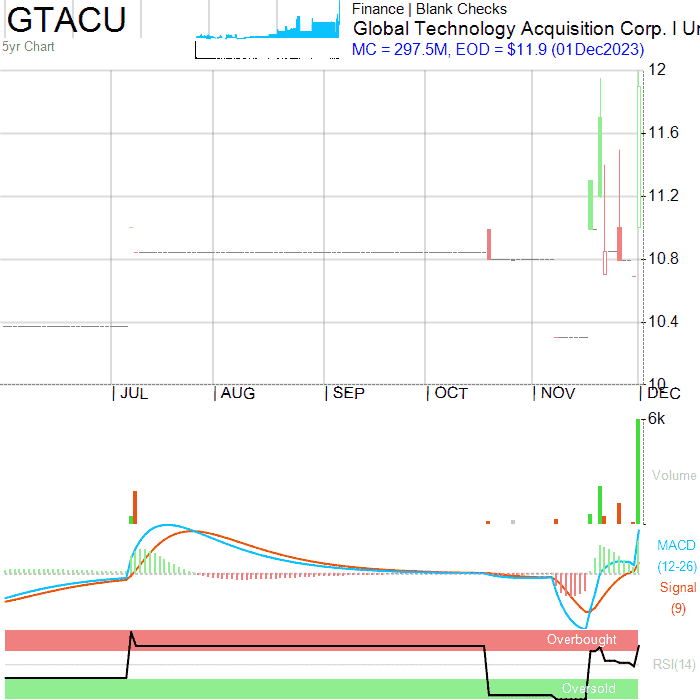 GTACU
5yr Chart
Finance | Blank Checks
Global Technology Acquisition Corp. I Un
MC = 297.5M, EOD = $11.9 (01Dec2023)
12
11.6
11.2
10.8
10.4
10
JUL AUG SEP OCT NOV DEC
6k
Volume
MACD
(12-26)
Signal
(9)
Overbought
RSI(14)
Oversold